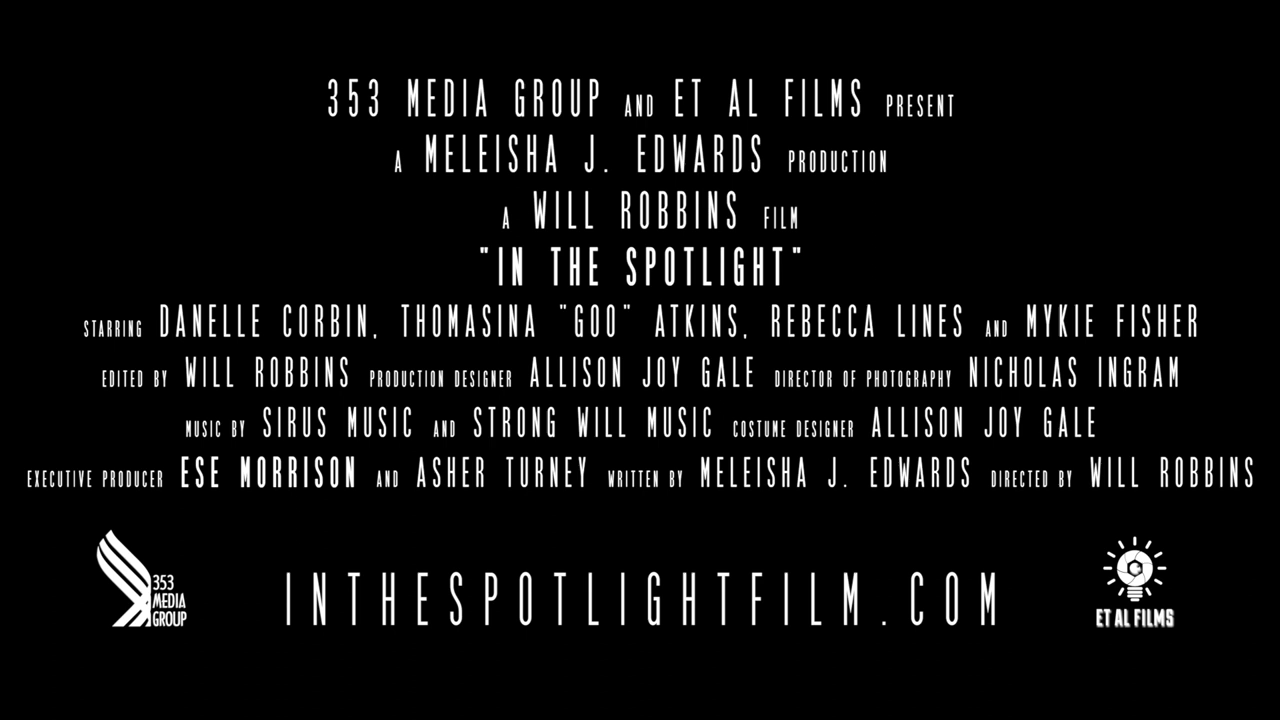 353 MEDIA GROUP AND ET AL FILMS PRESENT
A MELEISHA J. EDWARDS PRODUCTION
A WILL ROBBINS FILM
"IN THE SPOTLIGHT"
STARRING DANELLE CORBIN, THOMASINA "GOO" ATKINS, REBECCA LINES AND MYKIE FISHER
EDITED BY WILL ROBBINS PRODUCTION DESIGNER ALLISON JOY GALE DIRECTOR OF PHOTOGRAPHY NICHOLAS INGRAM
MUSIC BY SIRUS MUSIC AND STRONG WILL MUSIC COSTUME DESIGNER ALLISON JOY GALE
EXECUTIVE PRODUCER ESE MORRISON AND ASHER TURNEY WRITTEN BY MELEISHA J. EDWARDS DIRECTED BY WILL ROBBINS
353
MEDIA
GROUP
INTHESPOTLIGHTFILM.COM
ET AL FILMS